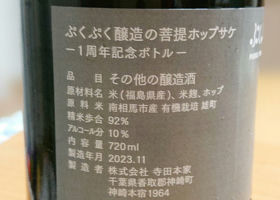 ぷくぷく醸造の菩提ホップサケ
ー1周年記念ボトルー
品目 その他の醸造酒
原材料名 米(福島県産)、米麹、ホップ
原料米 南相馬市産 有機栽培 雄町
精米歩合 92%
アルコール分 10%
内容量 720ml
製造年月 2023.11
製造者 株式会社 寺田本家
千葉県香取郡神崎町
神崎本宿1964